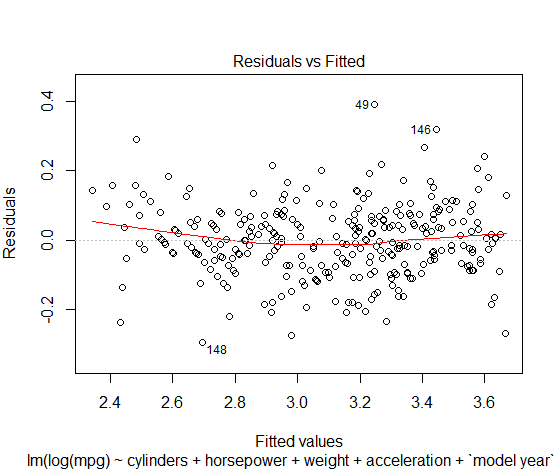 Residuals vs Fitted
Residuals
0.4
0.2
0.0
-0.2
49
146
148
2.4 2.6 2.8 3.0 3.2 3.4 3.6
Fitted values
lm(log(mpg) ~ cylinders + horsepower + weight + acceleration + `model year`